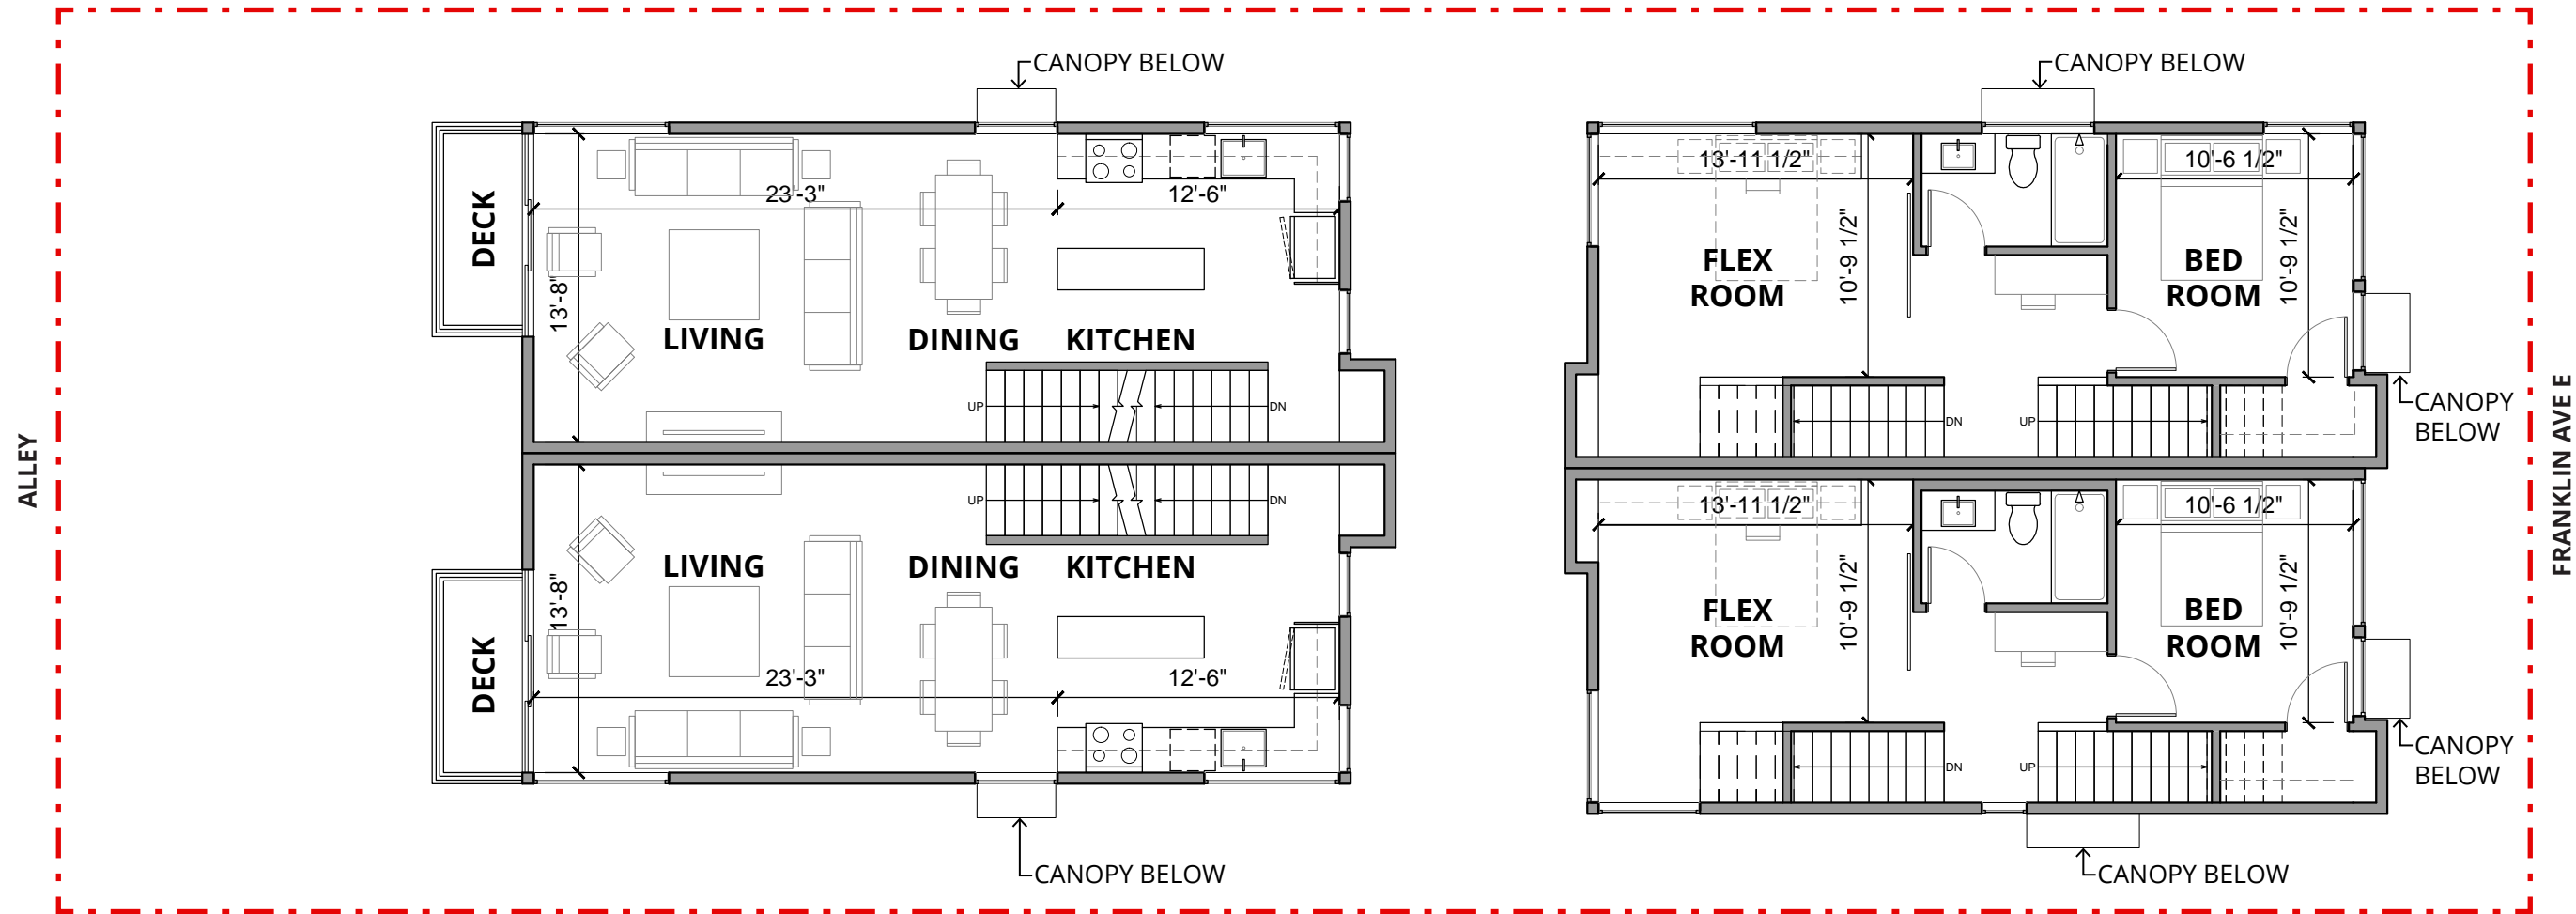 CANOPY BELOW
CANOPY BELOW
23'-3"
12'-6"
13'-11 1/2"
10'-6 1/2"
DECK
13'-8"
10'-9 1/2"
10'-9 1/2"
FLEX
ROOM
BED
ROOM
LIVING
DINING
KITCHEN
UP
DN
DN
UP
CANOPY
BELOW
ALLEY
FRANKLIN AVE E
UP
DN
13'-11 1/2"
10'-6 1/2"
LIVING
DINING
KITCHEN
13'-8"
10'-9 1/2"
10'-9 1/2"
FLEX
ROOM
BED
ROOM
DECK
23'-3"
12'-6"
DN
UP
CANOPY
BELOW
CANOPY BELOW
CANOPY BELOW